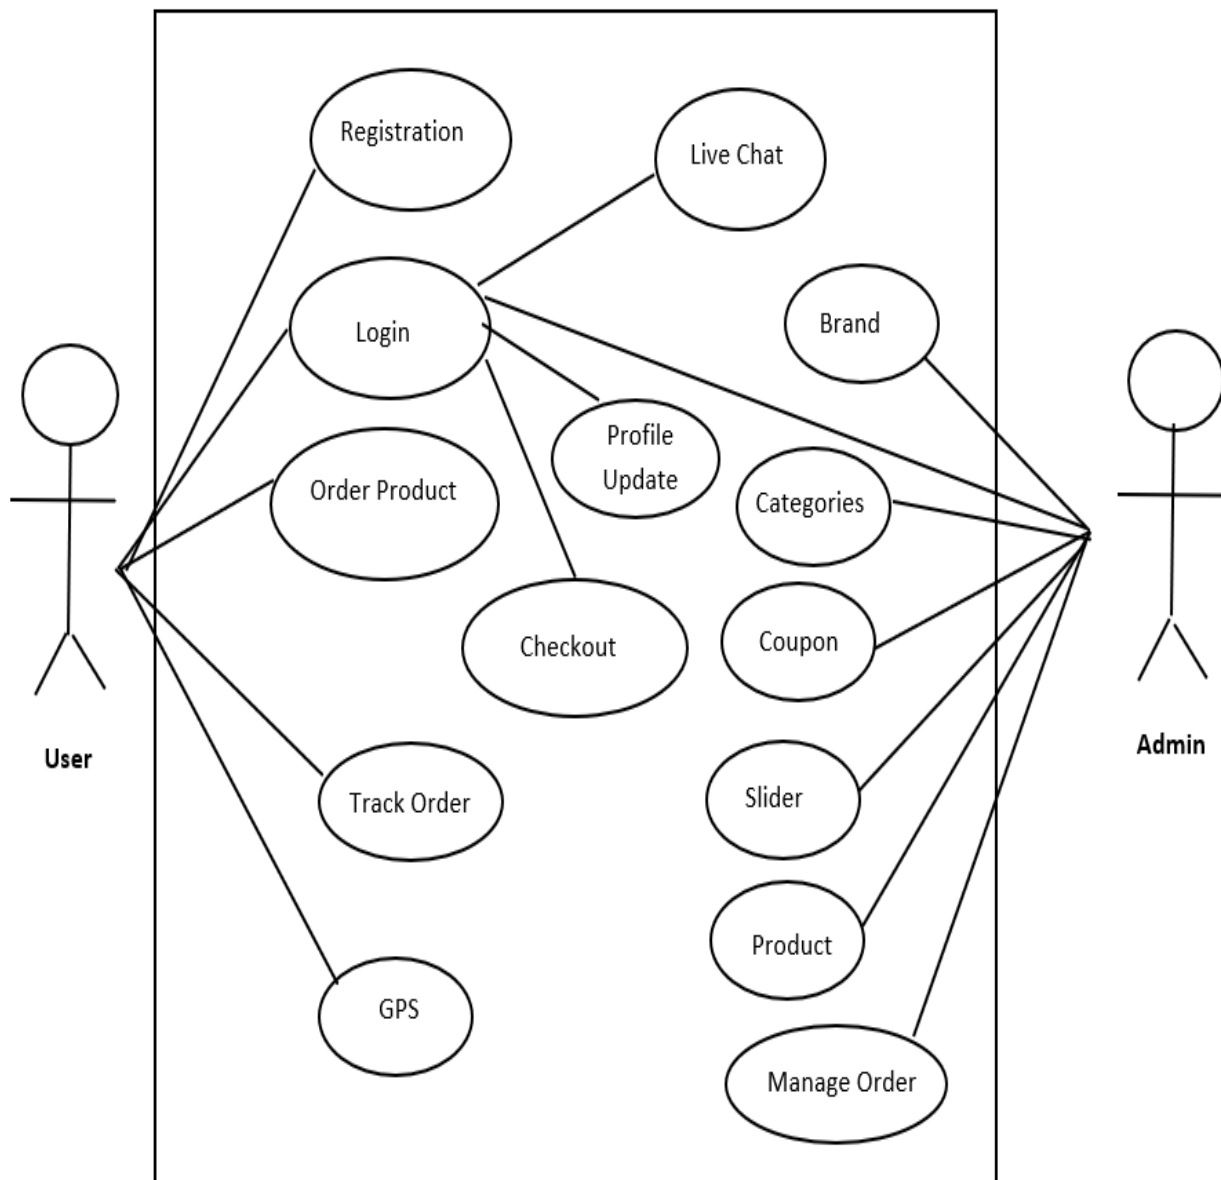 Registration
Live Chat
Brand
Login
Profile
Update
Order Product
Categories
Checkout
Coupon
User
Admin
Track Order
Slider
Product
GPS
Manage Order